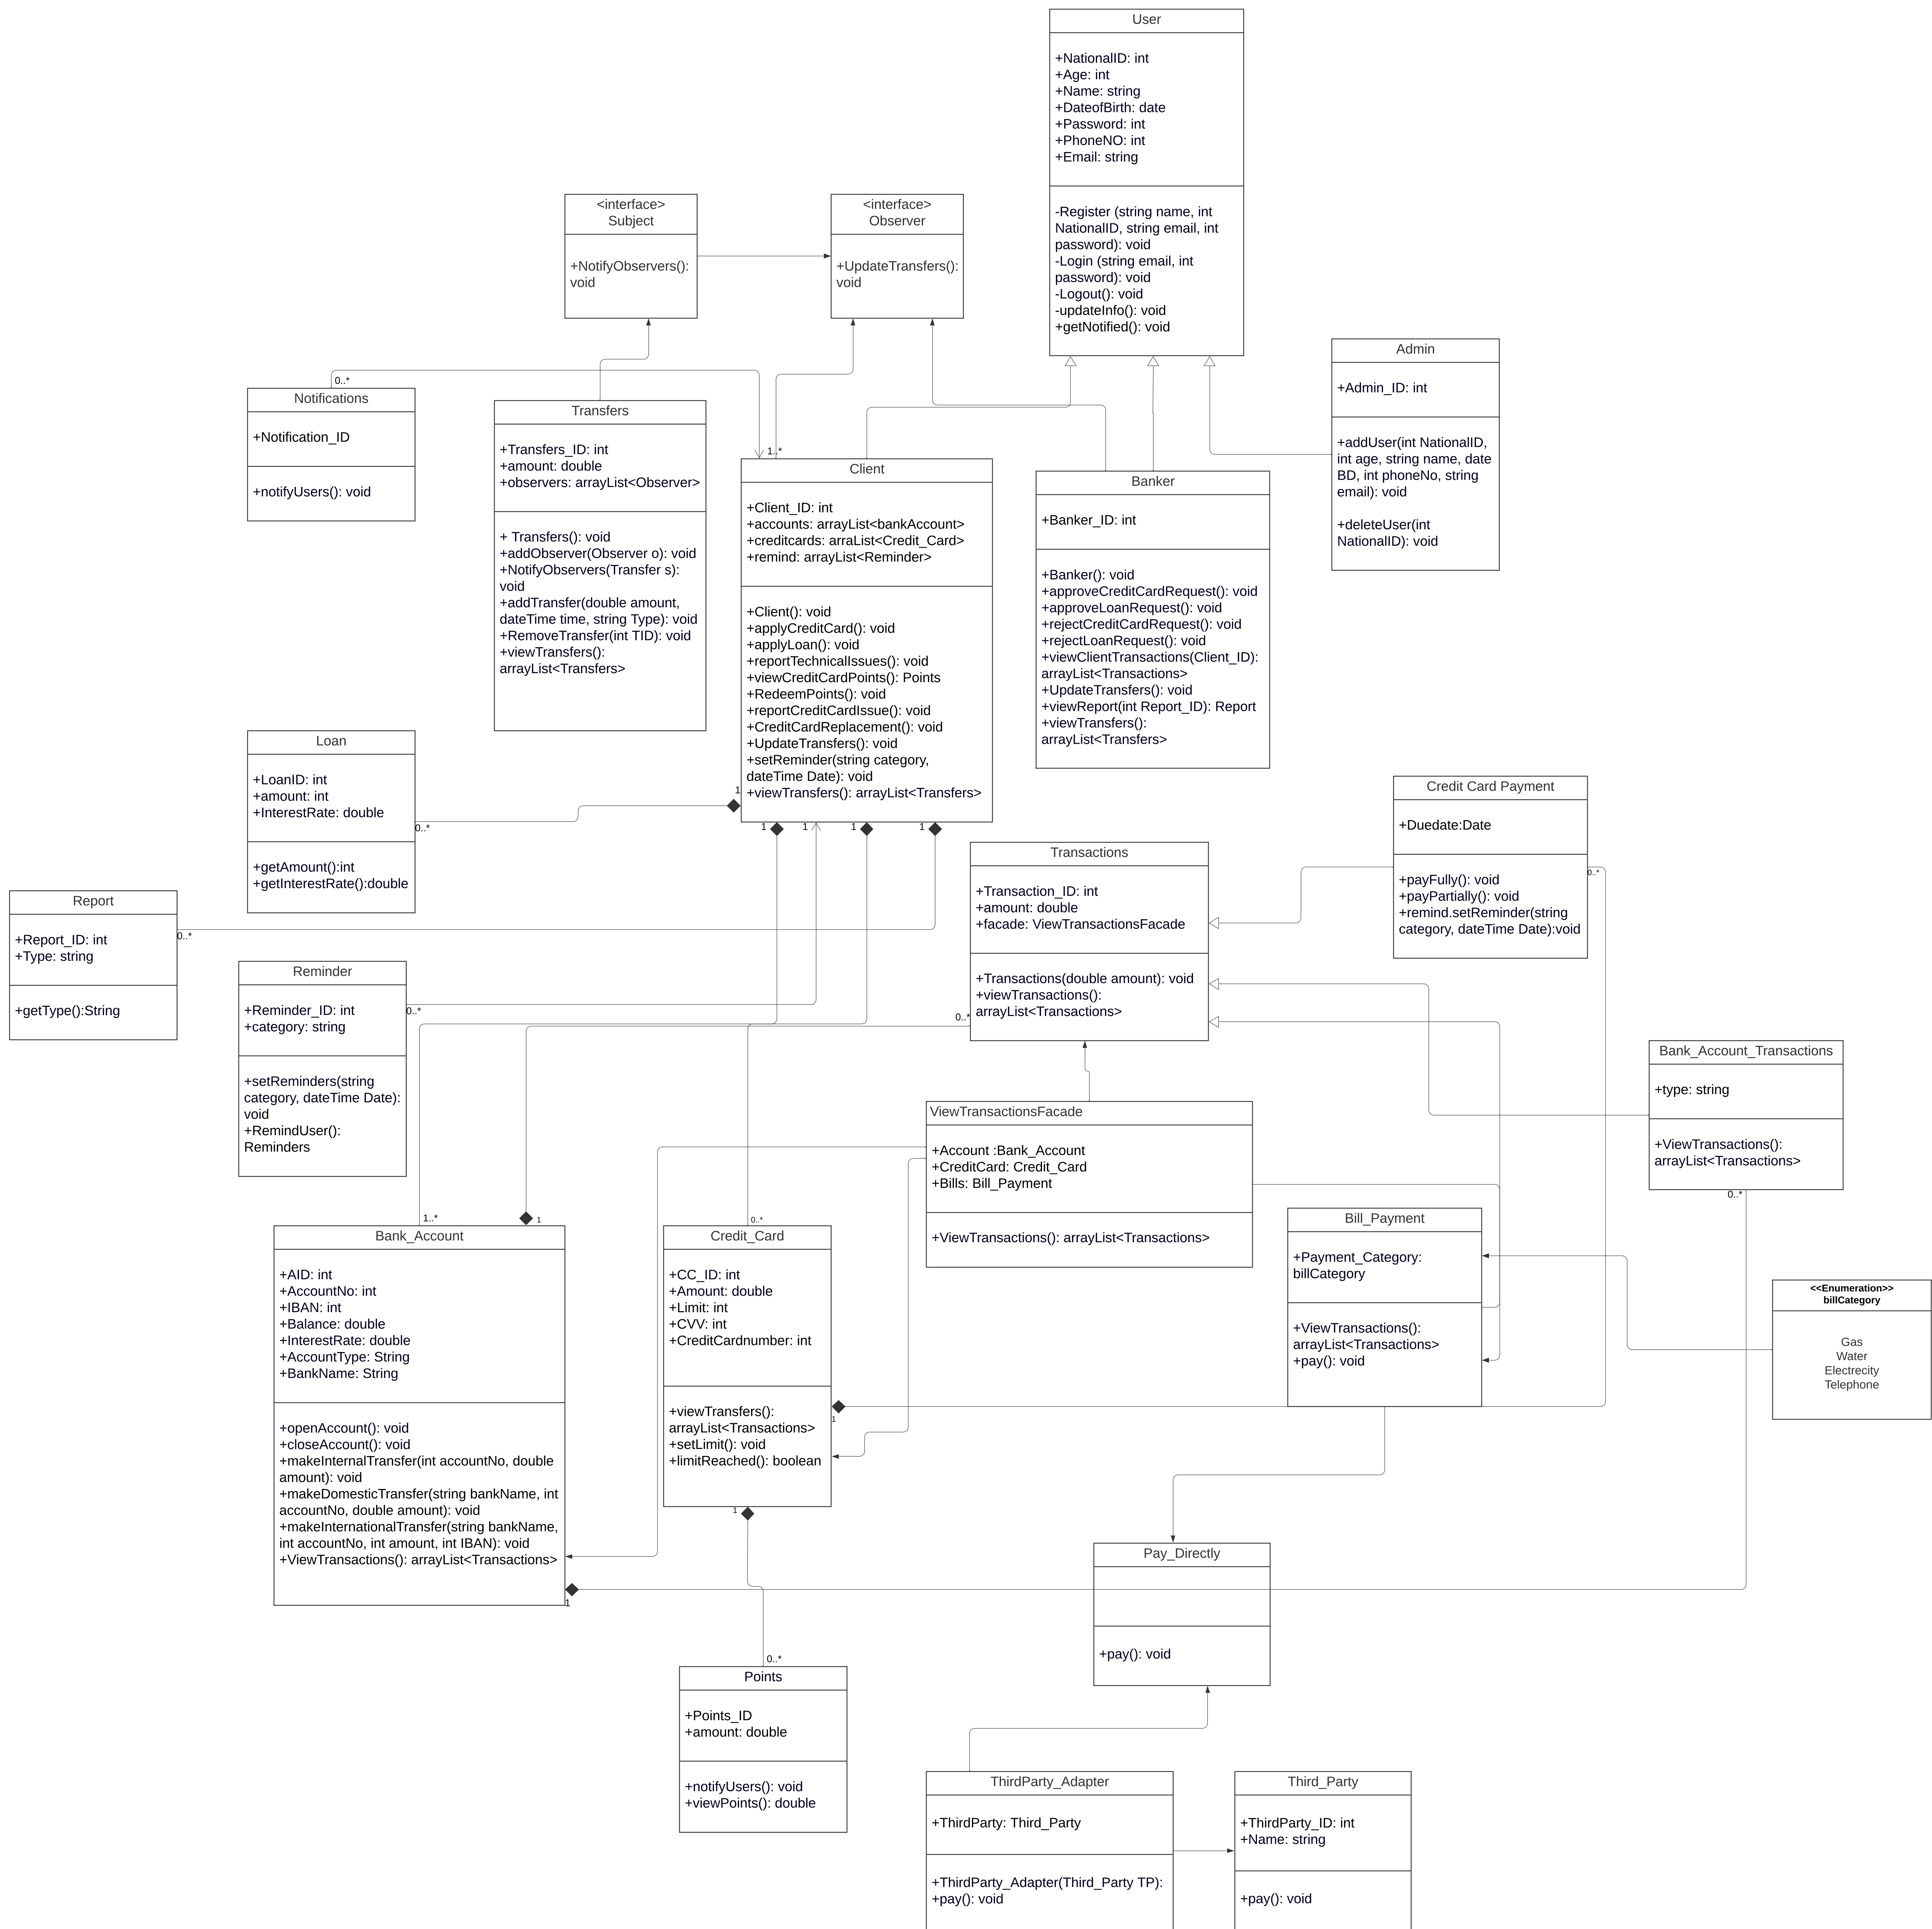 User
+NationalID: int
+Age: int
+Name: string
+DateofBirth: date
+Password: int
+PhoneNO: int
+Email: string
-Register (string name, int
NationalID, string email, int
password): void
-Login (string email, int
password): void
-Logout(): void
-updateInfo(): void
+getNotified(): void
<interface>
Subject
+NotifyObservers():
void
<interface>
Observer
+UpdateTransfers():
void
Admin
+Admin_ID: int
+addUser(int NationalID,
int age, string name, date
BD, int phoneNo, string
email): void
+deleteUser(int
NationalID): void
0..*
Notifications
+Notification_ID
+notifyUsers(): void
Transfers
+Transfers_ID: int
+amount: double
+observers: arrayList<Observer>
+ Transfers(): void
+addObserver(Observer o): void
+NotifyObservers(Transfer s):
void
+addTransfer(double amount,
dateTime time, string Type): void
+RemoveTransfer(int TID): void
+viewTransfers():
arrayList<Transfers>
1..*
Client
+Client_ID: int
+accounts: arrayList<bankAccount>
+creditcards: arraList<Credit_Card>
+remind: arrayList<Reminder>
+Client(): void
+applyCreditCard(): void
+applyLoan(): void
+reportTechnicalIssues(): void
+viewCreditCardPoints(): Points
+RedeemPoints(): void
+reportCreditCardIssue(): void
+CreditCardReplacement(): void
+UpdateTransfers(): void
+setReminder(string category,
dateTime Date): void
+viewTransfers(): arrayList<Transfers>
1
1
1
1
1
Banker
+Banker_ID: int
+Banker(): void
+approveCreditCardRequest(): void
+approveLoanRequest(): void
+rejectCreditCardRequest(): void
+rejectLoanRequest(): void
+viewClientTransactions(Client_ID):
arrayList<Transactions>
+UpdateTransfers(): void
+viewReport(int Report_ID): Report
+viewTransfers():
arrayList<Transfers>
Loan
+LoanID: int
+amount: int
+InterestRate: double
+getAmount():int
+getInterestRate():double
0..*
Credit Card Payment
+Duedate:Date
+payFully(): void
+payPartially(): void
+remind.setReminder(string
category, dateTime Date):void
0..*
Transactions
+Transaction_ID: int
+amount: double
+facade: ViewTransactionsFacade
+Transactions(double amount): void
+viewTransactions():
arrayList<Transactions>
0..*
Report
+Report_ID: int
+Type: string
+getType():String
0..*
Reminder
+Reminder_ID: int
+category: string
+setReminders(string
category, dateTime Date):
void
+RemindUser():
Reminders
0..*
Bank_Account_Transactions
+type: string
+ViewTransactions():
arrayList<Transactions>
0..*
ViewTransactionsFacade
+Account :Bank_Account
+CreditCard: Credit_Card
+Bills: Bill_Payment
+ViewTransactions(): arrayList<Transactions>
Bill_Payment
+Payment_Category:
billCategory
+ViewTransactions():
arrayList<Transactions>
+pay(): void
<<Enumeration>>
billCategory
Gas
Water
Electrecity
Telephone
1..*
1
Bank_Account
+AID: int
+AccountNo: int
+IBAN: int
+Balance: double
+InterestRate: double
+AccountType: String
+BankName: String
+openAccount(): void
+closeAccount(): void
+makeInternalTransfer(int accountNo, double
amount): void
+makeDomesticTransfer(string bankName, int
accountNo, double amount): void
+makeInternationalTransfer(string bankName,
int accountNo, int amount, int IBAN): void
+ViewTransactions(): arrayList<Transactions>
1
0..*
Credit_Card
+CC_ID: int
+Amount: double
+Limit: int
+CVV: int
+CreditCardnumber: int
+viewTransfers():
arrayList<Transactions>
+setLimit(): void
+limitReached(): boolean
1
1
Pay_Directly
+pay(): void
0..*
Points
+Points_ID
+amount: double
+notifyUsers(): void
+viewPoints(): double
ThirdParty_Adapter
+ThirdParty: Third_Party
+ThirdParty_Adapter(Third_Party TP):
+pay(): void
Third_Party
+ThirdParty_ID: int
+Name: string
+pay(): void